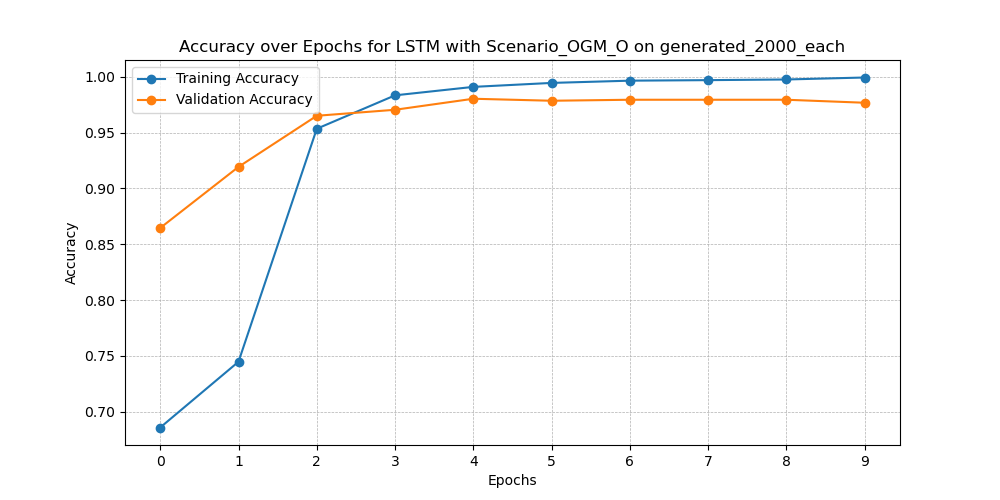 Accuracy over Epochs for LSTM with Scenario_OGM_O on generated_2000_each
Training Accuracy
Validation Accuracy
1.00
0.95
0.90
0.85
0.80
0.75
0.70
Accuracy
0 1 2 3 4 5 6 7 8 9
Epochs